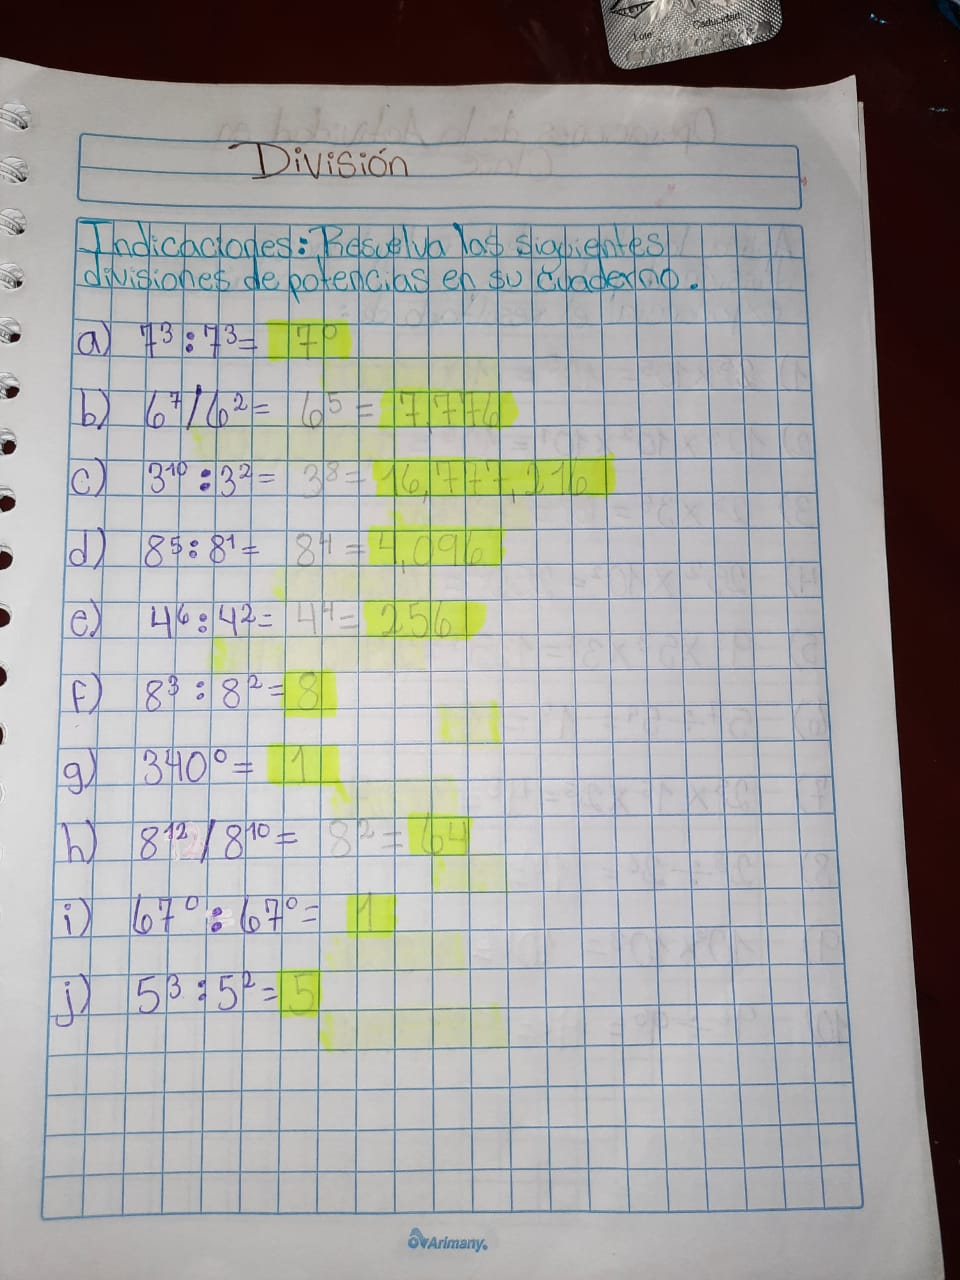 Lote:
Caducidad:
División
Indicaciones: Resuelva las siguientes
divisiones de potencias en su cuaderno.
a) 7³ : 7³ = 7⁰
b) 6⁷ / 6² = 6⁵ = 7,776
c) 3¹⁰ : 3² = 3⁸ = 16,777,216
d) 8⁵ : 8¹ = 8⁴ = 4,096
e) 4⁶ : 4² = 4⁴ = 256
f) 8³ : 8² = 8
g) 340⁰ = 1
h) 8¹² / 8¹⁰ = 8² = 64
i) 67⁰ : 67⁰ = 1
j) 5³ : 5² = 5
Arimany.